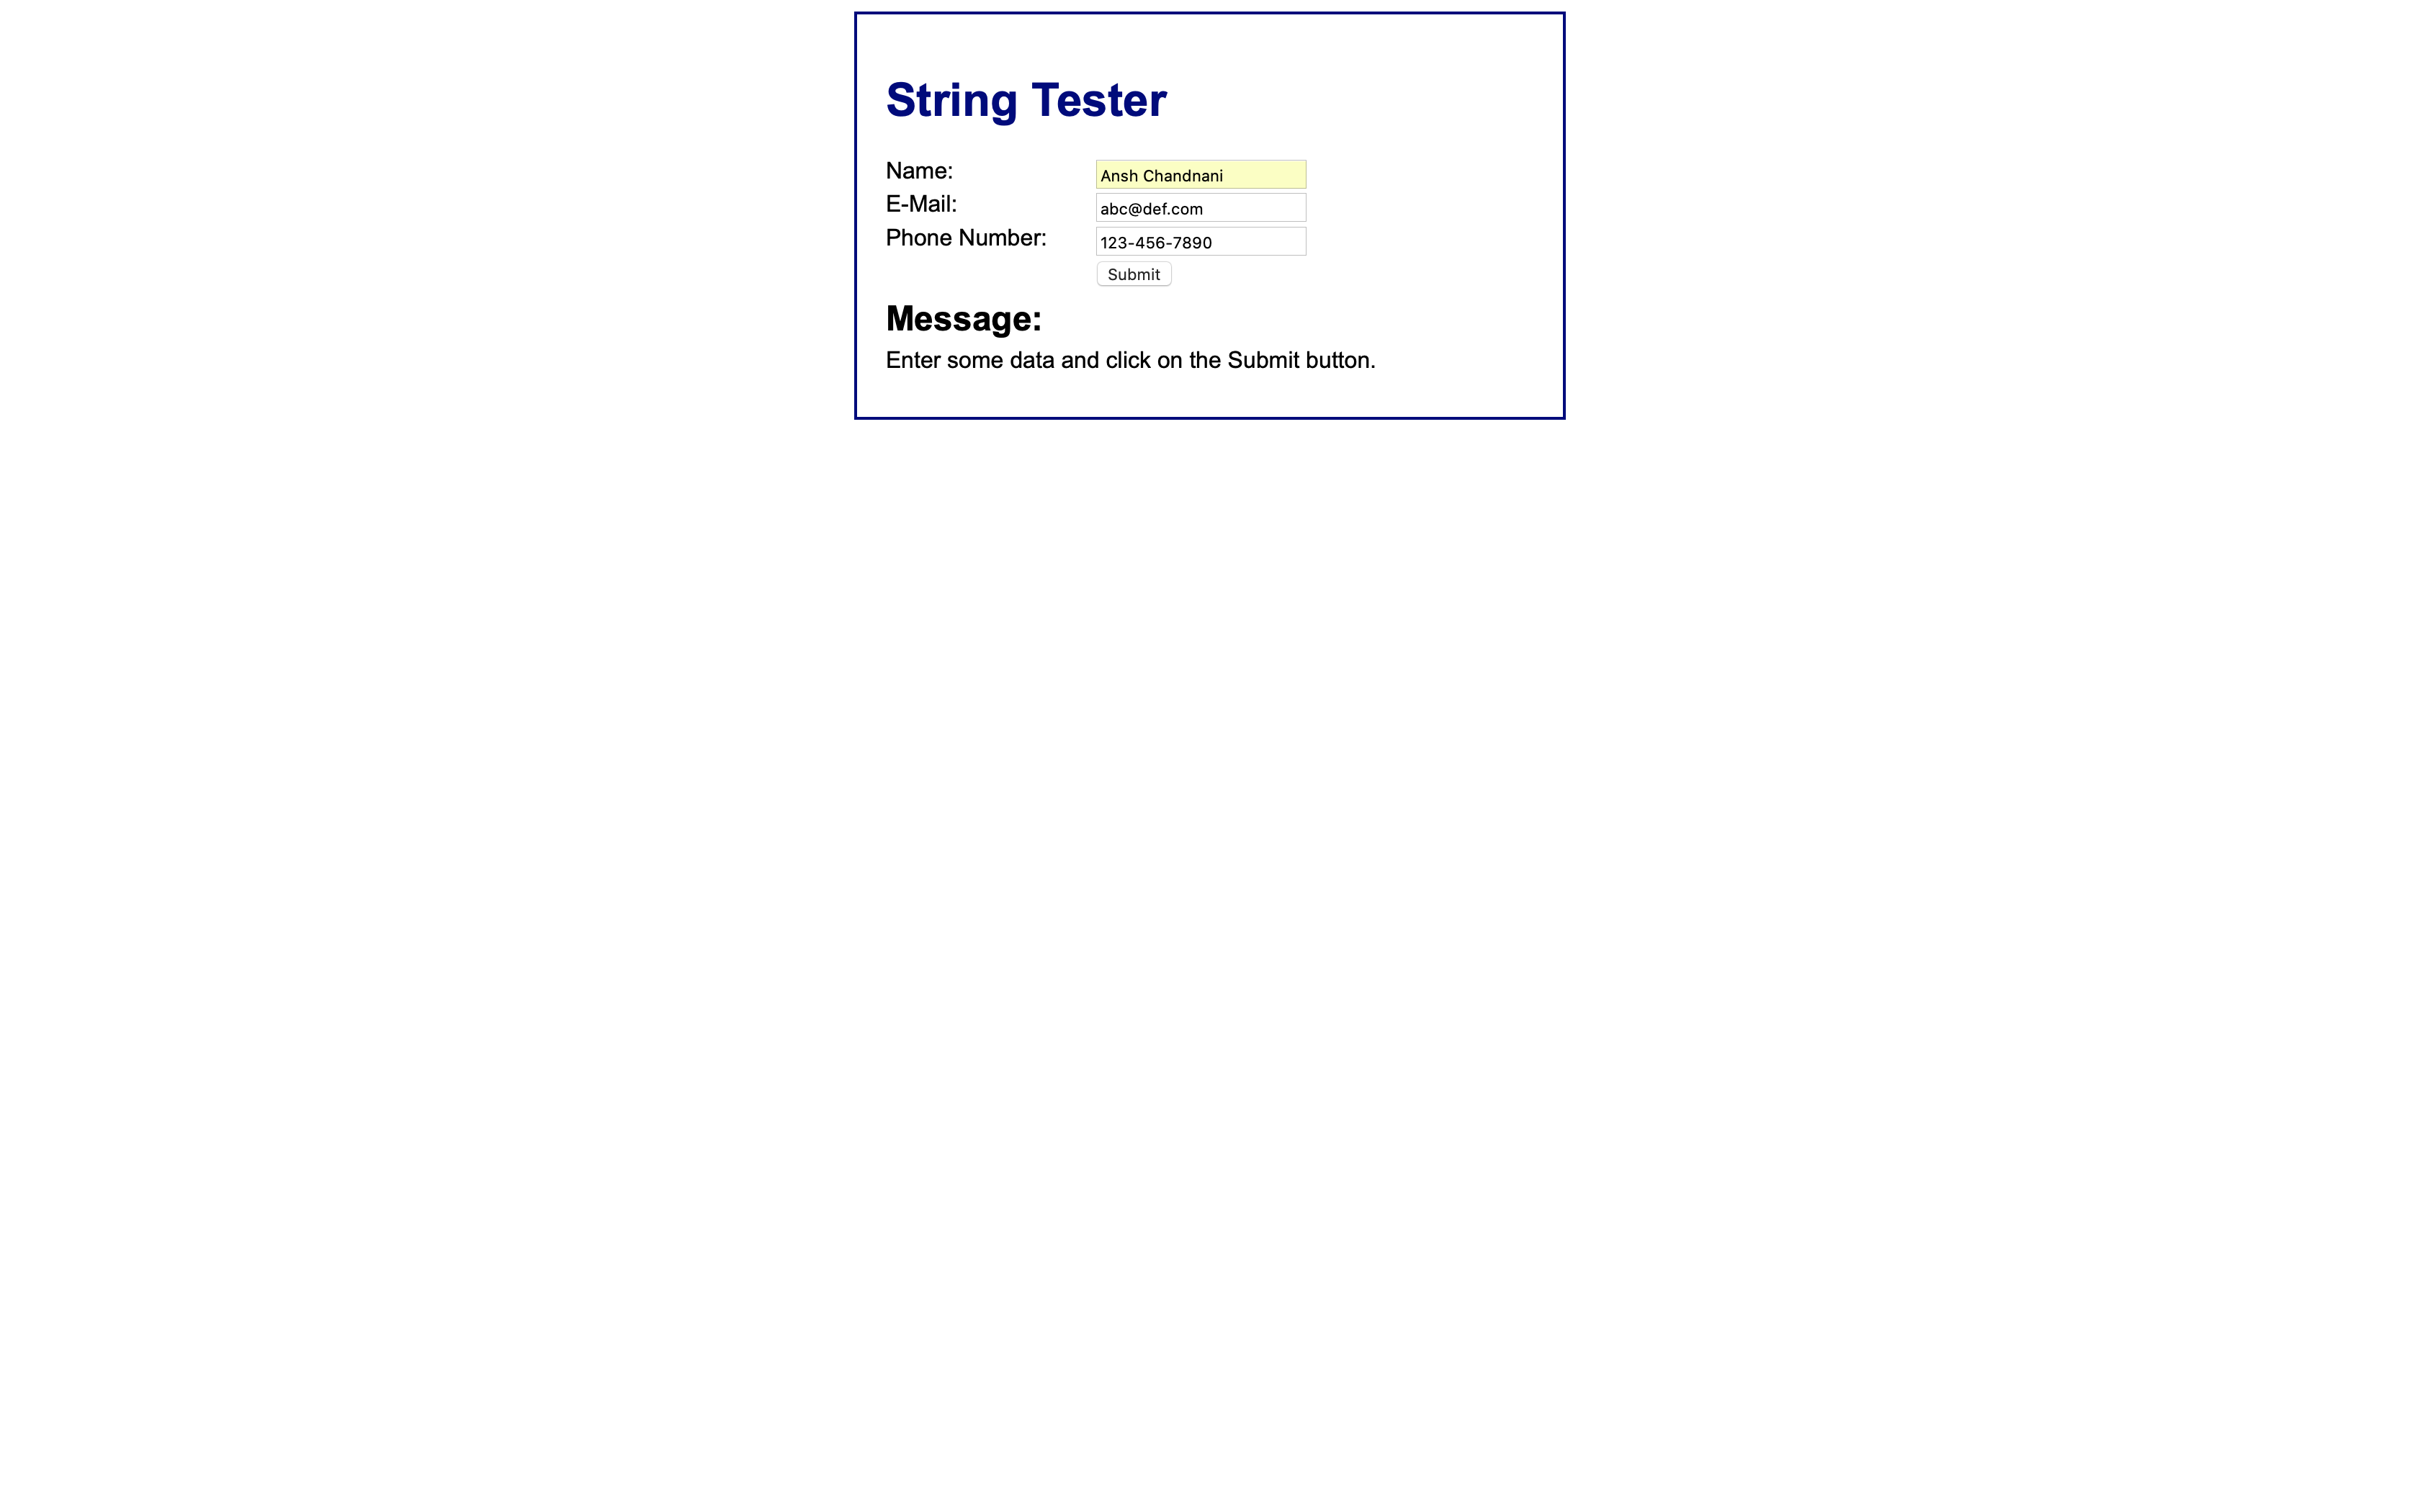 String Tester
Name: Ansh Chandnani
E-Mail: abc@def.com
Phone Number: 123-456-7890
Submit
Message:
Enter some data and click on the Submit button.